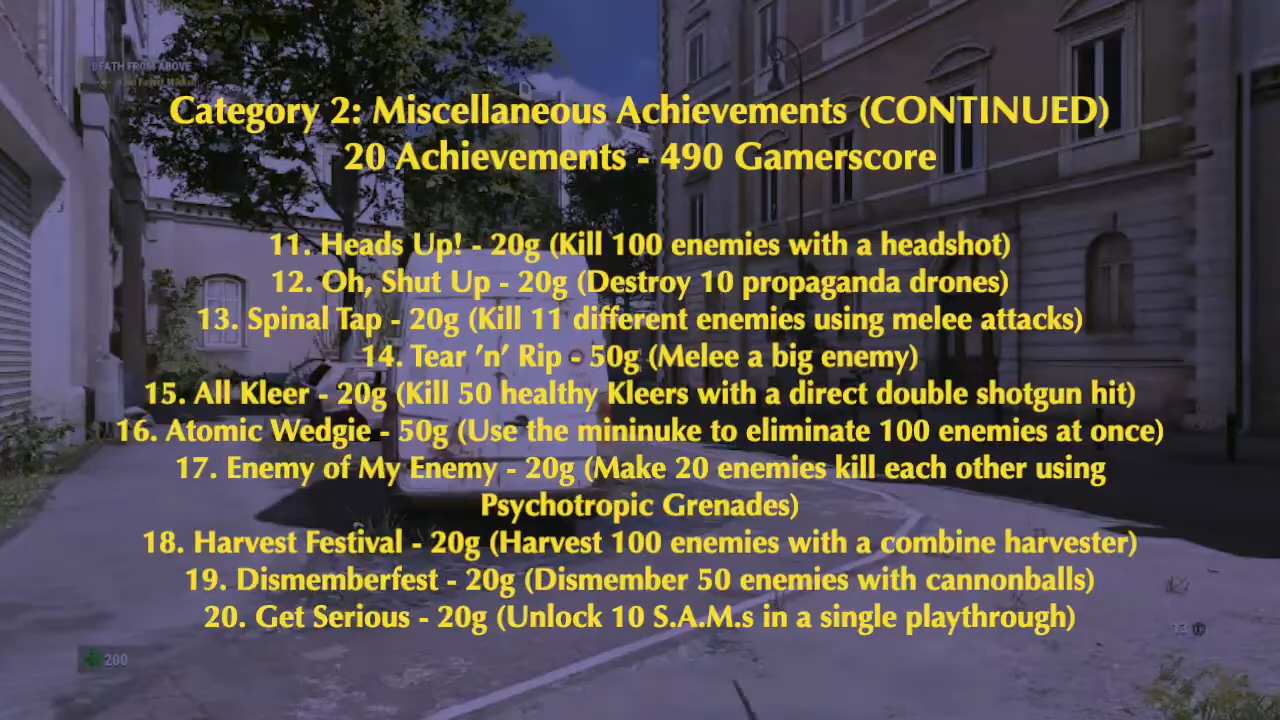 DEATH FROM ABOVE
Category 2: Miscellaneous Achievements (CONTINUED)
20 Achievements - 490 Gamerscore
11. Heads Up! - 20g (Kill 100 enemies with a headshot)
12. Oh, Shut Up - 20g (Destroy 10 propaganda drones)
13. Spinal Tap - 20g (Kill 11 different enemies using melee attacks)
14. Tear ’n’ Rip - 50g (Melee a big enemy)
15. All Kleer - 20g (Kill 50 healthy Kleers with a direct double shotgun hit)
16. Atomic Wedgie - 50g (Use the mininuke to eliminate 100 enemies at once)
17. Enemy of My Enemy - 20g (Make 20 enemies kill each other using
Psychotropic Grenades)
18. Harvest Festival - 20g (Harvest 100 enemies with a combine harvester)
19. Dismemberfest - 20g (Dismember 50 enemies with cannonballs)
20. Get Serious - 20g (Unlock 10 S.A.M.s in a single playthrough)
13
200